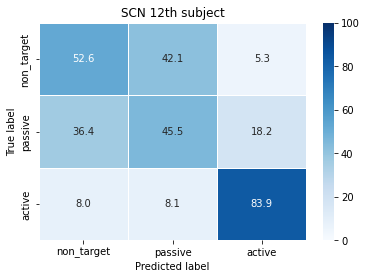 SCN 12th subject
True label
non_target
52.6 42.1 5.3
passive
36.4 45.5 18.2
active
8.0 8.1 83.9
non_target passive active
Predicted label
100
80
60
40
20
0